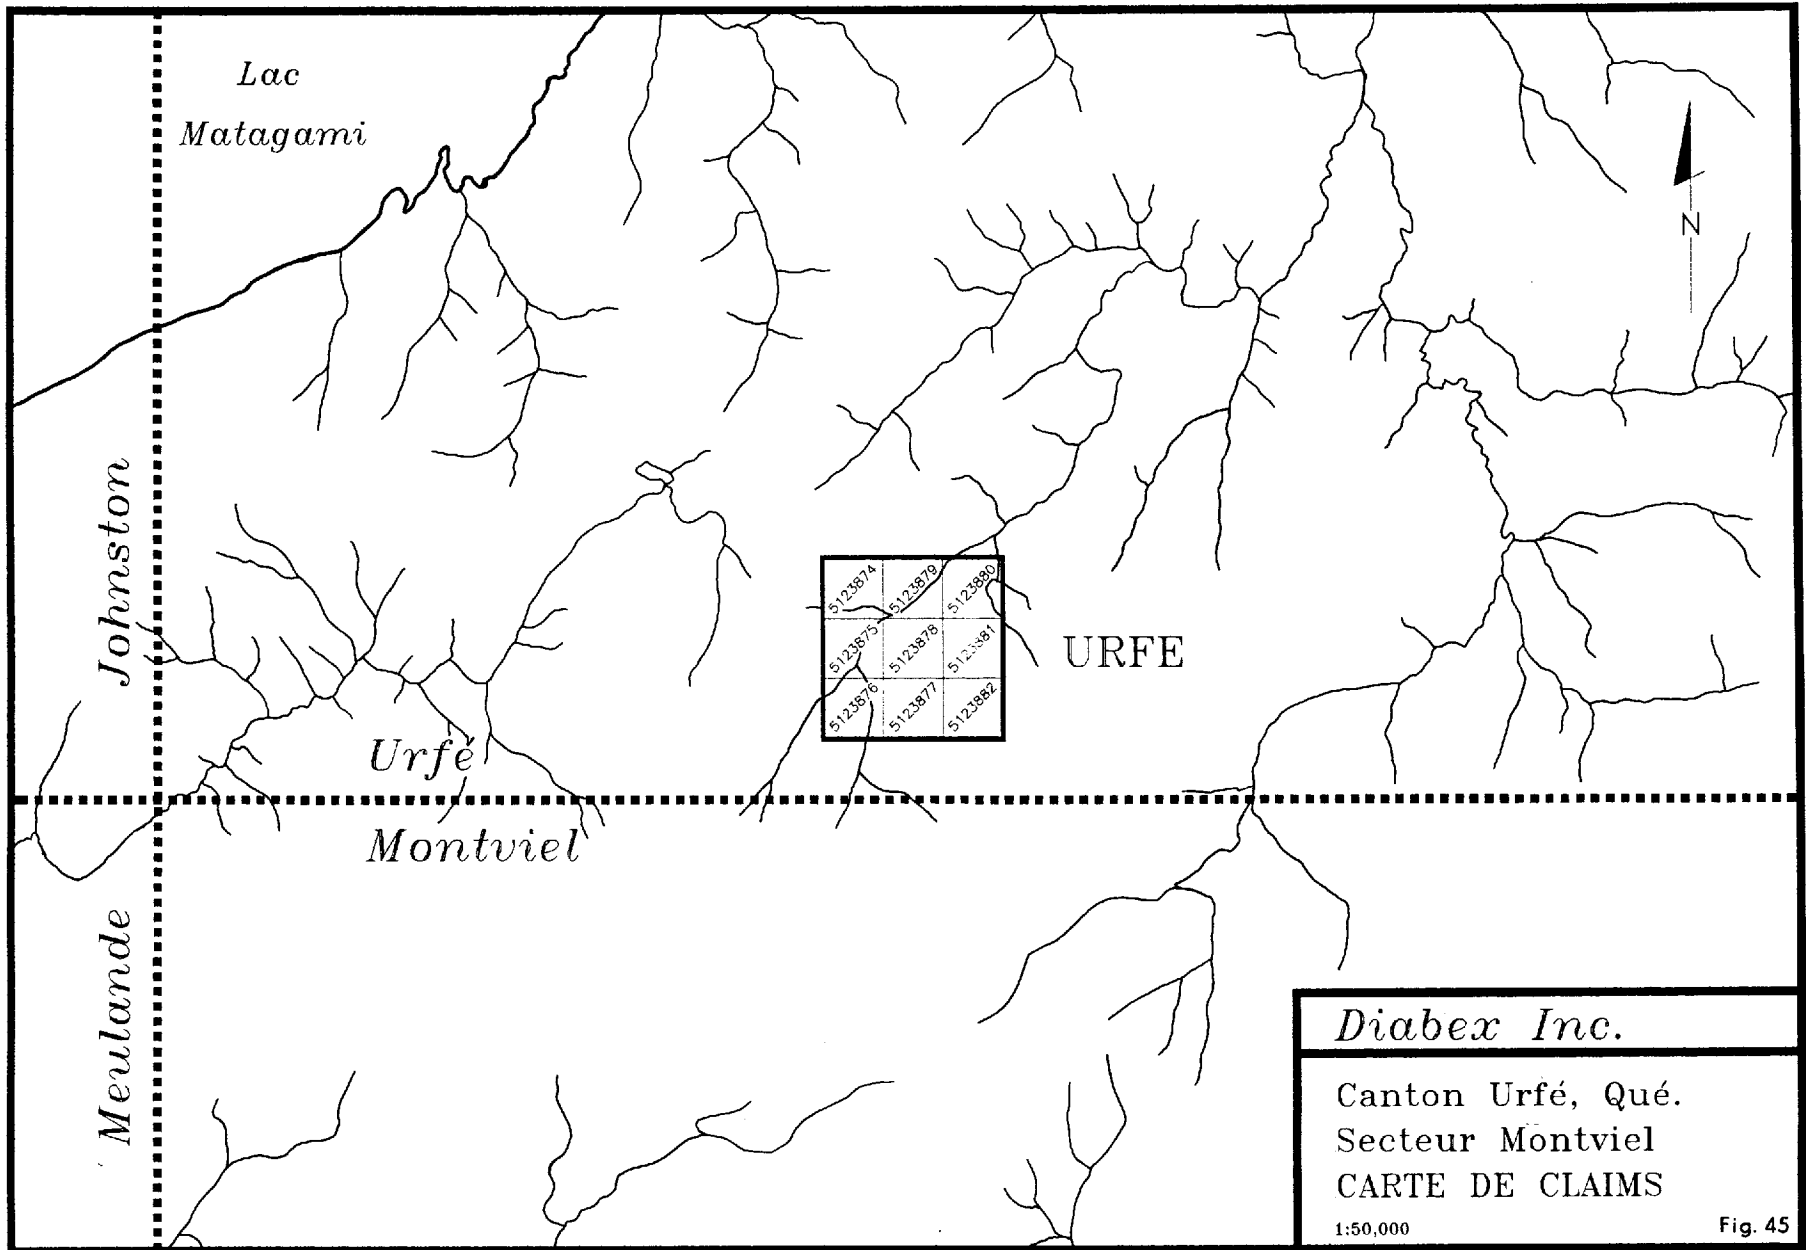 Lac
Matagami
N
Johnston
5123874
5123879
5123880
5123875
5123878
5123881
5123876
5123877
5123882
URFE
Urfé
Montviel
Meulande
Diabex Inc.
Canton Urfé, Qué.
Secteur Montviel
CARTE DE CLAIMS
1:50,000
Fig. 45